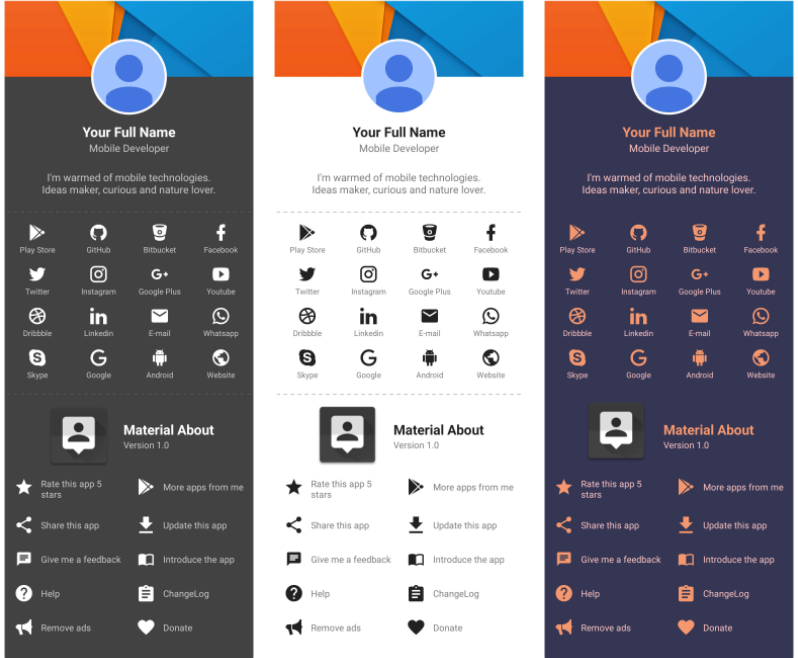 Your Full Name
Mobile Developer
I'm warmed of mobile technologies.
Ideas maker, curious and nature lover.
Play Store GitHub Bitbucket Facebook
Twitter Instagram Google Plus Youtube
Dribbble Linkedin E-mail Whatsapp
Skype Google Android Website
Material About
Version 1.0
Rate this app 5
stars
More apps from me
Share this app Update this app
Give me a feedback Introduce the app
Help ChangeLog
Remove ads Donate
Your Full Name
Mobile Developer
I'm warmed of mobile technologies.
Ideas maker, curious and nature lover.
Play Store GitHub Bitbucket Facebook
Twitter Instagram Google Plus Youtube
Dribbble Linkedin E-mail Whatsapp
Skype Google Android Website
Material About
Version 1.0
Rate this app 5
stars
More apps from me
Share this app Update this app
Give me a feedback Introduce the app
Help ChangeLog
Remove ads Donate
Your Full Name
Mobile Developer
I'm warmed of mobile technologies.
Ideas maker, curious and nature lover.
Play Store GitHub Bitbucket Facebook
Twitter Instagram Google Plus Youtube
Dribbble Linkedin E-mail Whatsapp
Skype Google Android Website
Material About
Version 1.0
Rate this app 5
stars
More apps from me
Share this app Update this app
Give me a feedback Introduce the app
Help ChangeLog
Remove ads Donate